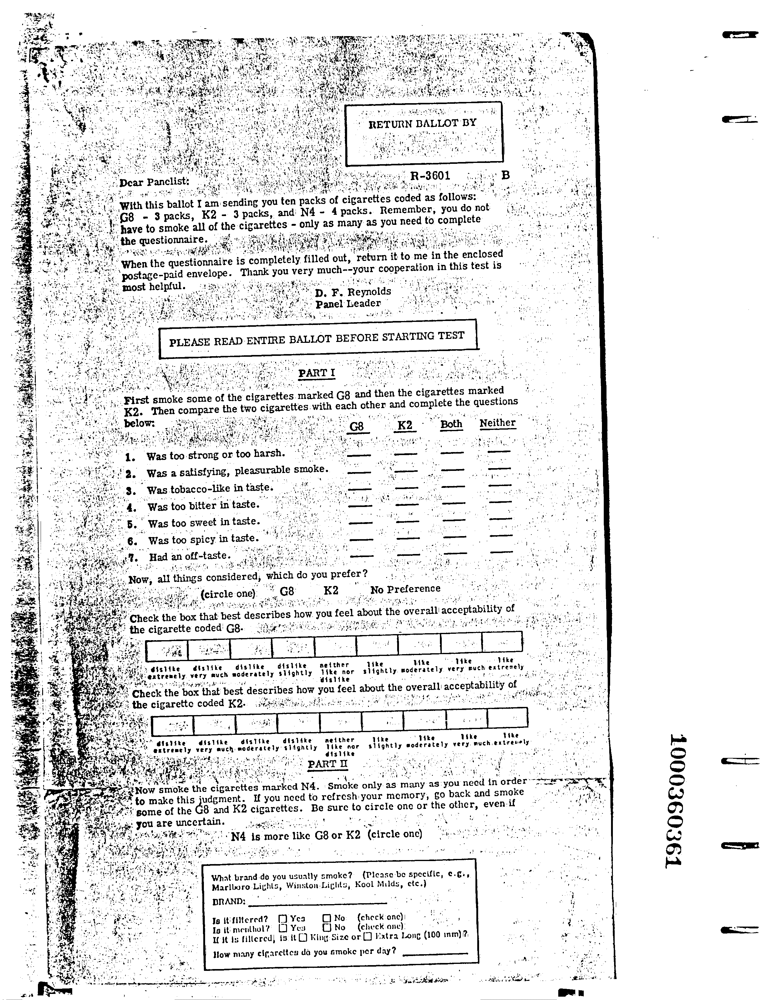 RETURN BALLOT BY
R-3601 B
Dear Panelist:
With this ballot I am sending you ten packs of cigarettes coded as follows:
G8 - 3 packs, K2 - 3 packs, and N4 - 4 packs. Remember, you do not
have to smoke all of the cigarettes - only as many as you need to complete
the questionnaire.
When the questionnaire is completely filled out, return it to me in the enclosed
postage-paid envelope. Thank you very much--your cooperation in this test is
most helpful.
D. F. Reynolds
Panel Leader
PLEASE READ ENTIRE BALLOT BEFORE STARTING TEST
PART I
First smoke some of the cigarettes marked G8 and then the cigarettes marked
K2. Then compare the two cigarettes with each other and complete the questions
below:
G8 K2 Both Neither
1. Was too strong or too harsh.
2. Was a satisfying, pleasurable smoke.
3. Was tobacco-like in taste.
4. Was too bitter in taste.
5. Was too sweet in taste.
6. Was too spicy in taste.
7. Had an off-taste.
Now, all things considered, which do you prefer?
(circle one) G8 K2 No Preference
Check the box that best describes how you feel about the overall acceptability of
the cigarette coded G8.
dislike dislike dislike dislike neither like like like like
extremely very much moderately slightly like nor slightly moderately very much extremely
dislike
Check the box that best describes how you feel about the overall acceptability of
the cigarette coded K2.
dislike dislike dislike dislike neither like like like like
extremely very much moderately slightly like nor slightly moderately very much extremely
dislike
PART II
Now smoke the cigarettes marked N4. Smoke only as many as you need in order
to make this judgment. If you need to refresh your memory, go back and smoke
some of the G8 and K2 cigarettes. Be sure to circle one or the other, even if
you are uncertain.
N4 is more like G8 or K2 (circle one)
What brand do you usually smoke? (Please be specific, e.g.,
Marlboro Lights, Winston Lights, Kool Milds, etc.)
BRAND:
Is it filtered? Yes No (check one)
Is it menthol? Yes No (check one)
If it is filtered, is it King Size or Extra Long (100 mm)?
How many cigarettes do you smoke per day?
1000360361